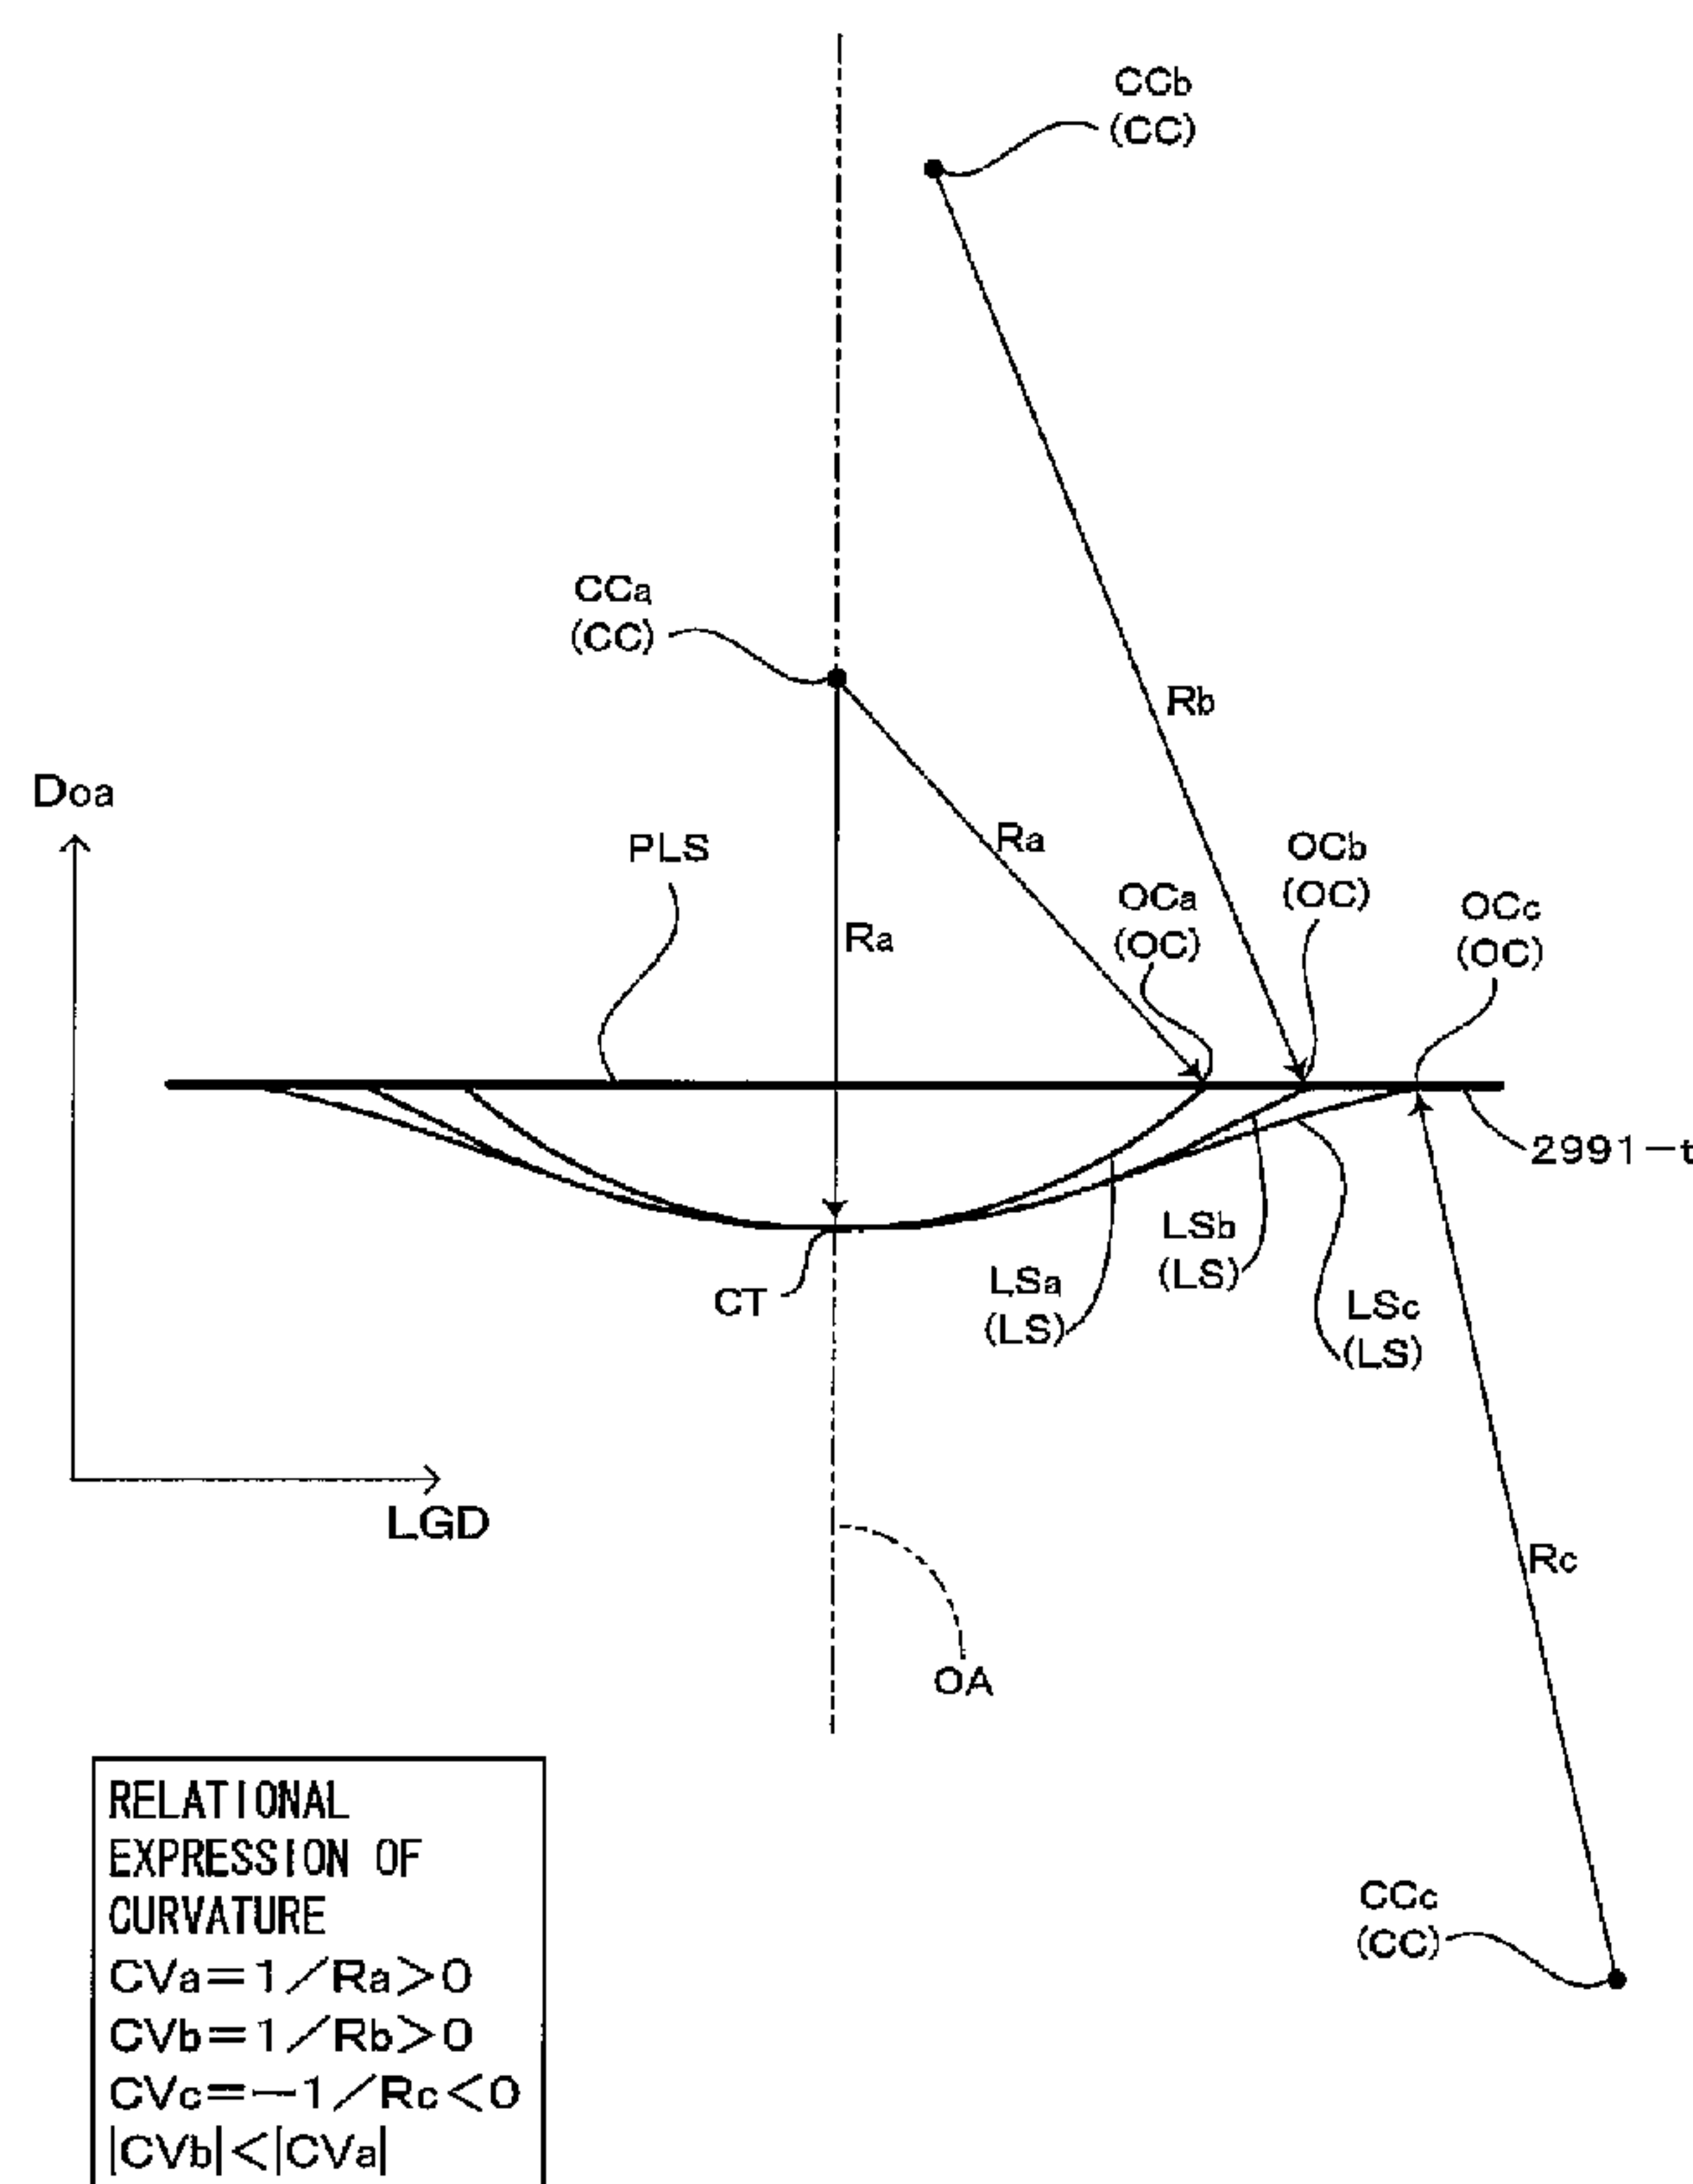 CCb
(CC)
CCa
(CC)
Rb
Doa
PLS
Ra
OCb
(OC)
OCa
(OC)
OCc
(OC)
Ra
2991-t
LSb
(LS)
LSa
(LS)
LSc
(LS)
CT
LGD
Rc
OA
CCc
(CC)
RELATIONAL
EXPRESSION OF
CURVATURE
CVa=1/Ra>0
CVb=1/Rb>0
CVc=-1/Rc<0
|CVb|<|CVa|